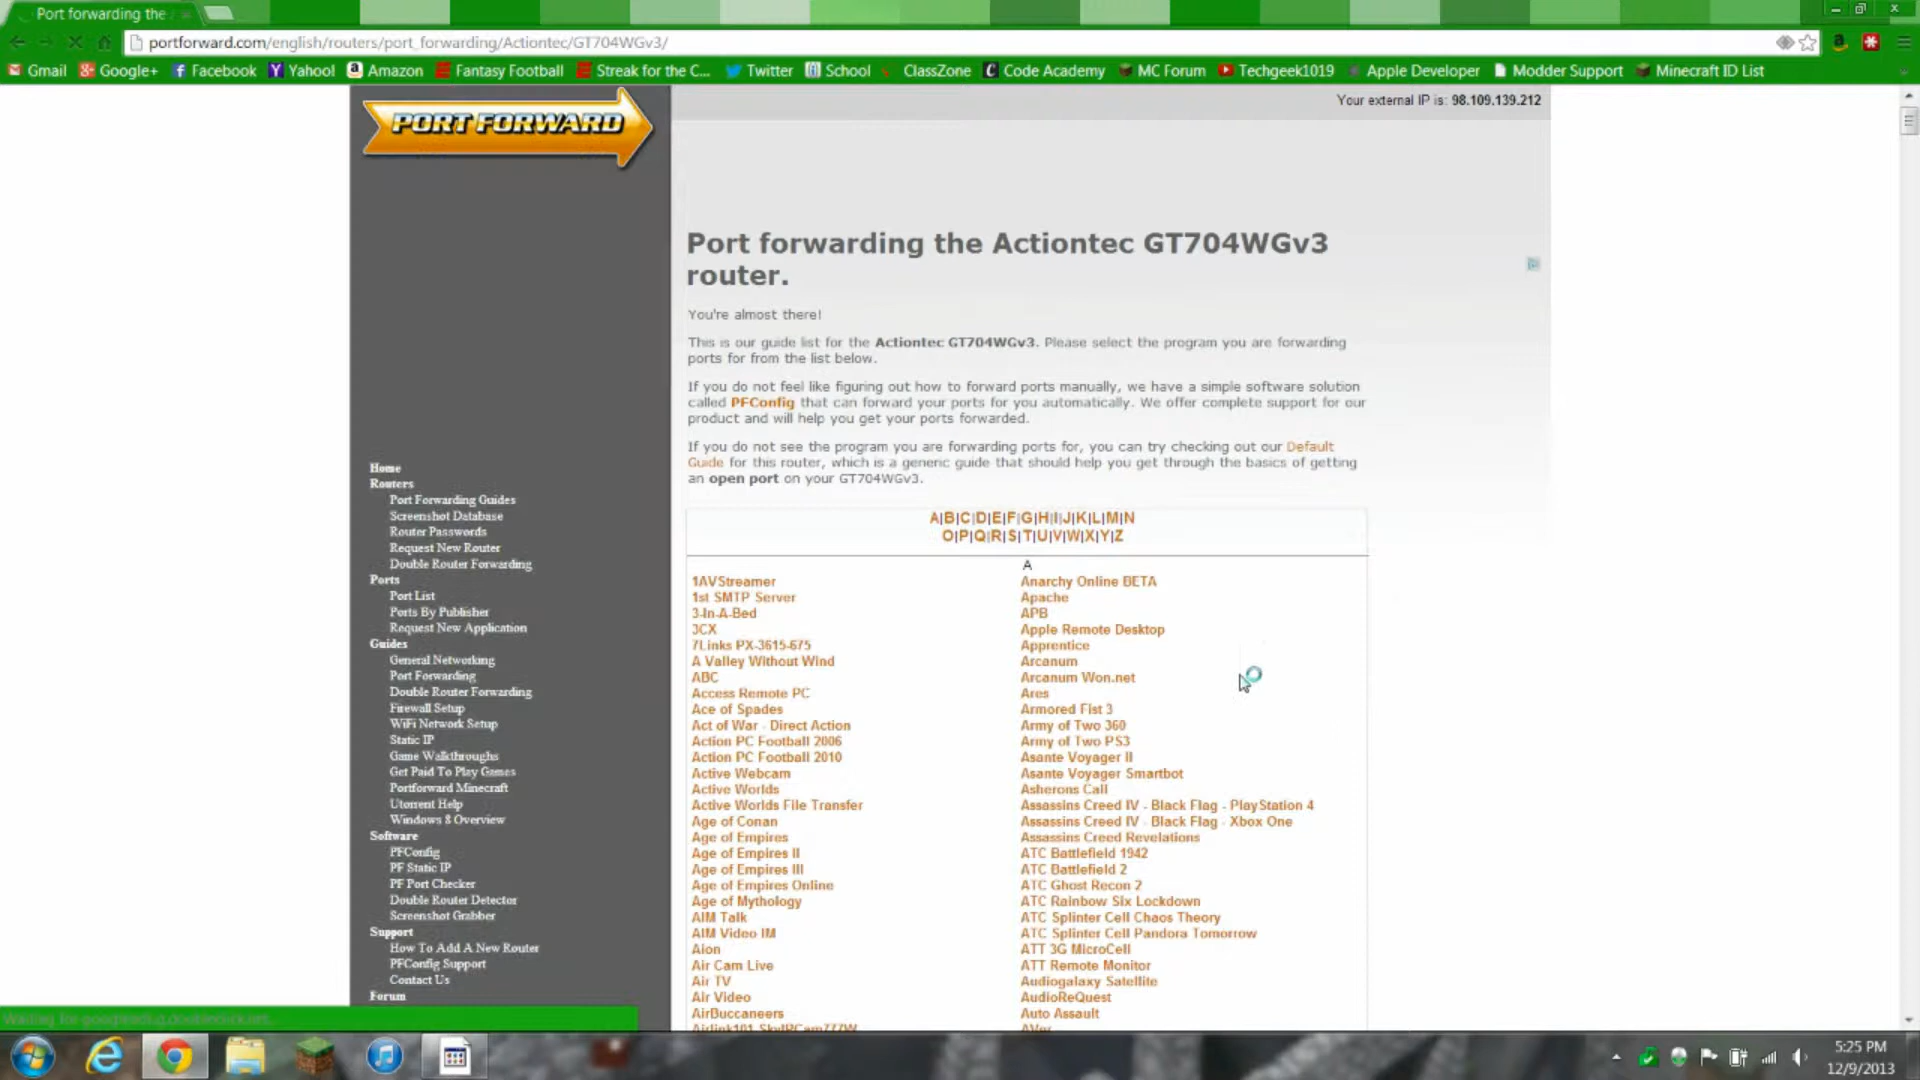 Port forwarding the
portforward.com/english/routers/port_forwarding/Actiontec/GT704WGv3/
Gmail Google+ Facebook Yahoo! Amazon Fantasy Football Streak for the C... Twitter School ClassZone Code Academy MC Forum Techgeek1019 Apple Developer Modder Support Minecraft ID List
PORT FORWARD
Your external IP is: 98.109.139.212
Port forwarding the Actiontec GT704WGv3
router.
You're almost there!
This is our guide list for the Actiontec GT704WGv3. Please select the program you are forwarding
ports for from the list below.
If you do not feel like figuring out how to forward ports manually, we have a simple software solution
called PFConfig that can forward your ports for you automatically. We offer complete support for our
product and will help you get your ports forwarded.
If you do not see the program you are forwarding ports for, you can try checking out our Default
Guide for this router, which is a generic guide that should help you get through the basics of getting
an open port on your GT704WGv3.
Home
Routers
Port Forwarding Guides
Screenshot Database
Router Passwords
Request New Router
Double Router Forwarding
Ports
Port List
Ports By Publisher
Request New Application
Guides
General Networking
Port Forwarding
Double Router Forwarding
Firewall Setup
WiFi Network Setup
Static IP
Game Walkthroughs
Get Paid To Play Games
Portforward Minecraft
Utorrent Help
Windows 8 Overview
Software
PFConfig
PF Static IP
PF Port Checker
Double Router Detector
Screenshot Grabber
Support
How To Add A New Router
PFConfig Support
Contact Us
Forum
A|B|C|D|E|F|G|H|I|J|K|L|M|N
O|P|Q|R|S|T|U|V|W|X|Y|Z
A
1AVStreamer
1st SMTP Server
3-In-A-Bed
3CX
7Links PX-3615-675
A Valley Without Wind
ABC
Access Remote PC
Ace of Spades
Act of War - Direct Action
Action PC Football 2006
Action PC Football 2010
Active Webcam
Active Worlds
Active Worlds File Transfer
Age of Conan
Age of Empires
Age of Empires II
Age of Empires III
Age of Empires Online
Age of Mythology
AIM Talk
AIM Video IM
Aion
Air Cam Live
Air TV
Air Video
AirBuccaneers
Airlink101 SkyIPCam777W
Anarchy Online BETA
Apache
APB
Apple Remote Desktop
Apprentice
Arcanum
Arcanum Won.net
Ares
Armored Fist 3
Army of Two 360
Army of Two PS3
Asante Voyager II
Asante Voyager Smartbot
Asherons Call
Assassins Creed IV - Black Flag - PlayStation 4
Assassins Creed IV - Black Flag - Xbox One
Assassins Creed Revelations
ATC Battlefield 1942
ATC Battlefield 2
ATC Ghost Recon 2
ATC Rainbow Six Lockdown
ATC Splinter Cell Chaos Theory
ATC Splinter Cell Pandora Tomorrow
ATT 3G MicroCell
ATT Remote Monitor
Audiogalaxy Satellite
AudioReQuest
Auto Assault
AVer
5:25 PM
12/9/2013